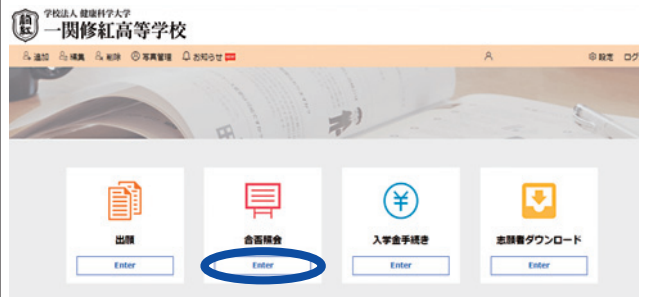 学校法人 健康科学大学
一関修紅高等学校
追加 編集 削除 写真管理 お知らせ
設定 ログ
出願 合否照会 入学金手続き 志願者ダウンロード
Enter Enter Enter Enter